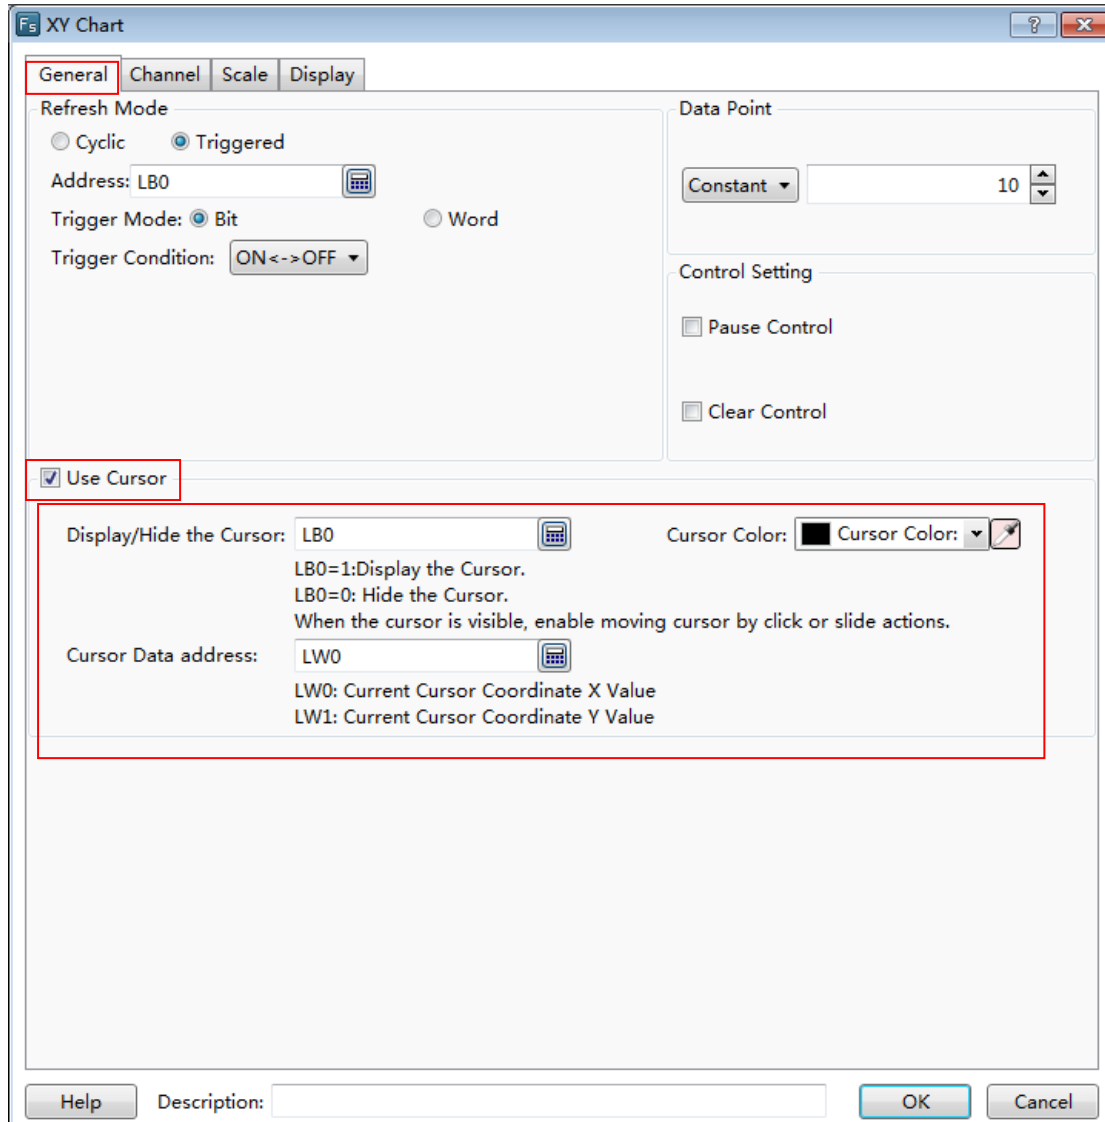 Fs XY Chart ?
General Channel Scale Display
Refresh Mode
Cyclic Triggered
Address: LB0
Trigger Mode: Bit Word
Trigger Condition: ON<->OFF
Data Point
Constant 10
Control Setting
Pause Control
Clear Control
Use Cursor
Display/Hide the Cursor: LB0 Cursor Color: Cursor Color:
LB0=1:Display the Cursor.
LB0=0: Hide the Cursor.
When the cursor is visible, enable moving cursor by click or slide actions.
Cursor Data address: LW0
LW0: Current Cursor Coordinate X Value
LW1: Current Cursor Coordinate Y Value
Help Description: OK Cancel